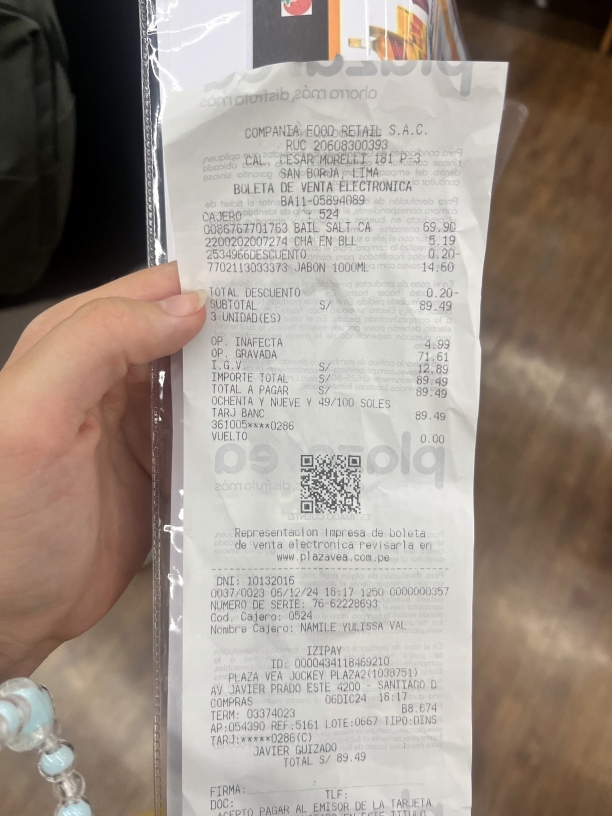 COMPANIA FOOD RETAIL S.A.C.
RUC 20608300393
CAL. CESAR MORELLI 181 P-3
SAN BORJA, LIMA
BOLETA DE VENTA ELECTRONICA
BA11-05894089
CAJERO : 524
0086767701763 BAIL SALT CA 69.90
2200202007274 CHA EN BLL 5.19
2534966DESCUENTO 0.20-
7702113033373 JABON 1000ML 14.60
TOTAL DESCUENTO 0.20-
SUBTOTAL S/ 89.49
3 UNIDAD(ES)
OP. INAFECTA 4.99
OP. GRAVADA 71.61
I.G.V. S/ 12.89
IMPORTE TOTAL S/ 89.49
TOTAL A PAGAR S/ 89.49
OCHENTA Y NUEVE Y 49/100 SOLES
TARJ BANC 89.49
361005****0286
VUELTO 0.00
Representacion impresa de boleta
de venta electronica revisarla en
www.plazavea.com.pe
DNI: 10132016
0037/0023 06/12/24 16:17 1250 0000000357
NUMERO DE SERIE: 76-62228693
Cod. Cajero: 0524
Nombre Cajero: NAMILE YULISSA VAL
IZIPAY
ID: 0000434118469210
PLAZA VEA JOCKEY PLAZA2(1038751)
AV JAVIER PRADO ESTE 4200 - SANTIAGO D
COMPRAS 06DIC24 16:17
TERM: 03374023 B8.674
AP:054390 REF:5161 LOTE:0667 TIPO:DINS
TARJ:*****0286(C)
JAVIER GUIZADO
TOTAL S/ 89.49
FIRMA:
DOC: TLF:
ACEPTO PAGAR AL EMISOR DE LA TARJETA